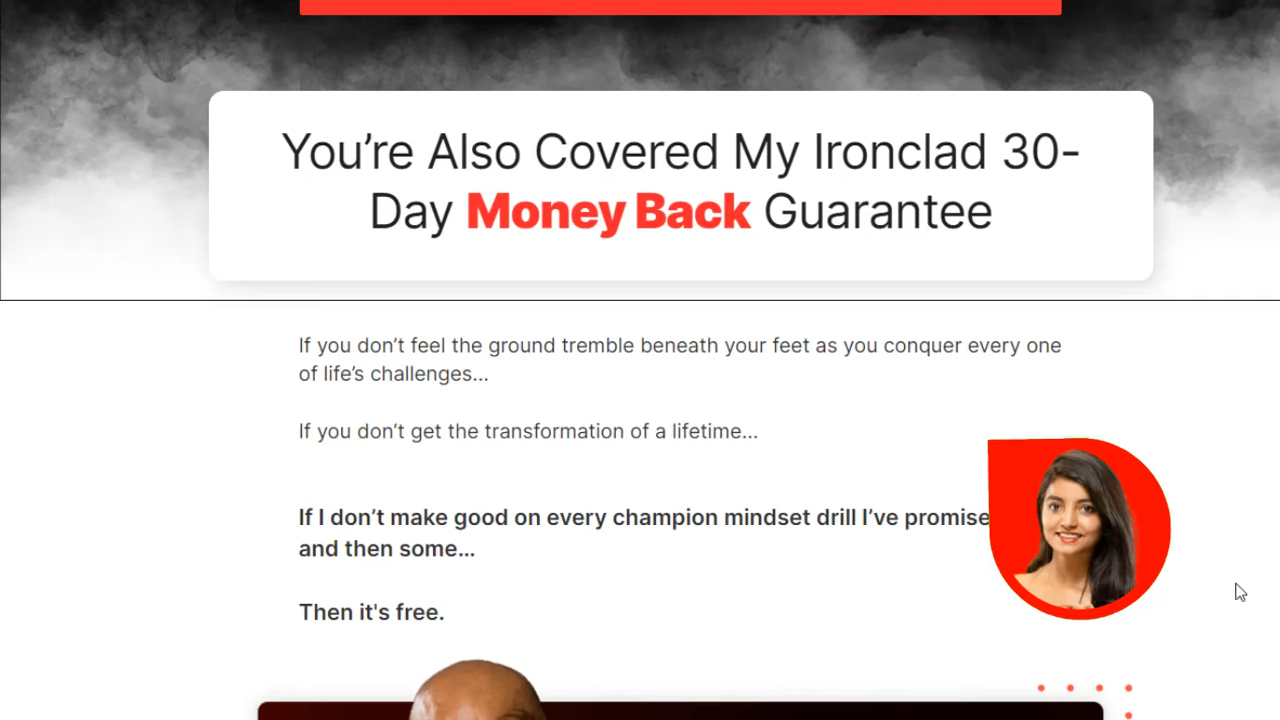 You’re Also Covered My Ironclad 30-
Day Money Back Guarantee
If you don’t feel the ground tremble beneath your feet as you conquer every one
of life’s challenges...
If you don’t get the transformation of a lifetime...
If I don’t make good on every champion mindset drill I’ve promise
and then some...
Then it's free.